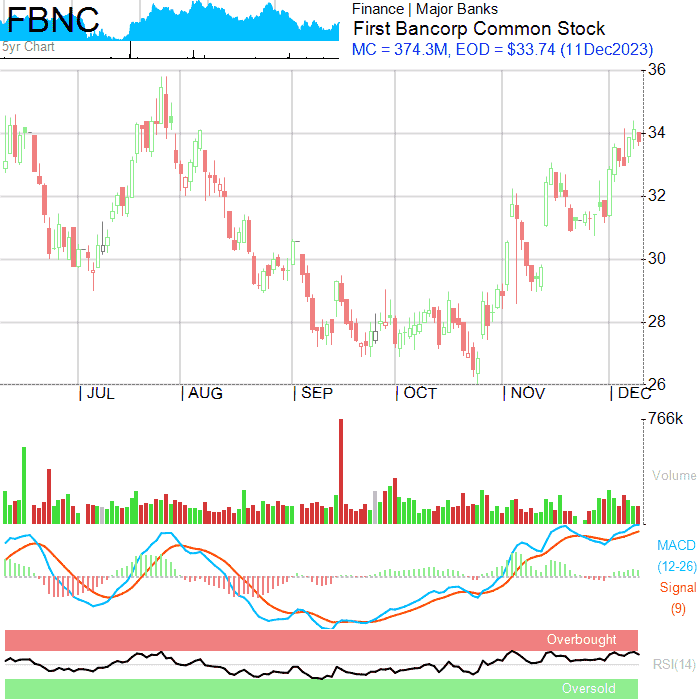 FBNC
5yr Chart
Finance | Major Banks
First Bancorp Common Stock
MC = 374.3M, EOD = $33.74 (11Dec2023)
36
34
32
30
28
26
| JUL | AUG | SEP | OCT | NOV | DEC
766k
Volume
MACD
(12-26)
Signal
(9)
Overbought
RSI(14)
Oversold